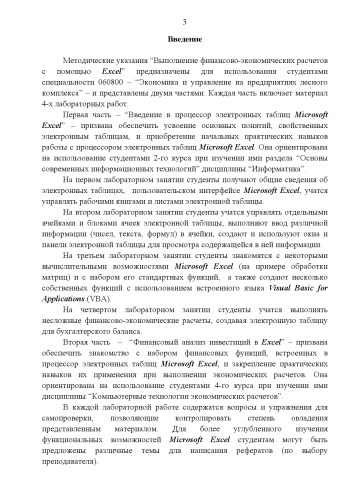 3
Введение
Методические указания “Выполнение финансово-экономических расчетов
с помощью Excel” предназначены для использования студентами
специальности 060800 – “Экономика и управление на предприятиях лесного
комплекса” – и представлены двумя частями. Каждая часть включает материал
4-х лабораторных работ.
Первая часть – “Введение в процессор электронных таблиц Microsoft
Excel” – призвана обеспечить усвоение основных понятий, свойственных
электронным таблицам, и приобретение начальных практических навыков
работы с процессором электронных таблиц Microsoft Excel. Она ориентирована
на использование студентами 2-го курса при изучении ими раздела “Основы
современных информационных технологий” дисциплины “Информатика”.
На первом лабораторном занятии студенты получают общие сведения об
электронных таблицах, пользовательском интерфейсе Microsoft Excel, учатся
управлять рабочими книгами и листами электронной таблицы.
На втором лабораторном занятии студенты учатся управлять отдельными
ячейками и блоками ячеек электронной таблицы, выполняют ввод различной
информации (чисел, текста, формул) в ячейки, создают и используют окна и
панели электронной таблицы для просмотра содержащейся в ней информации.
На третьем лабораторном занятии студенты знакомятся с некоторыми
вычислительными возможностями Microsoft Excel (на примере обработки
матриц) и с набором его стандартных функций, а также создают несколько
собственных функций с использованием встроенного языка Visual Basic for
Applications (VBA).
На четвертом лабораторном занятии студенты учатся выполнять
несложные финансово-экономические расчеты, создавая электронную таблицу
для бухгалтерского баланса.
Вторая часть – “Финансовый анализ инвестиций в Excel” – призвана
обеспечить знакомство с набором финансовых функций, встроенных в
процессор электронных таблиц Microsoft Excel, и закрепление практических
навыков их применения при выполнении экономических расчетов. Она
ориентирована на использование студентами 4-го курса при изучении ими
дисциплины “Компьютерные технологии экономических расчетов”.
В каждой лабораторной работе содержатся вопросы и упражнения для
самопроверки, позволяющие контролировать степень овладения
представленным материалом. Для более углубленного изучения
функциональных возможностей Microsoft Excel студентам могут быть
предложены различные темы для написания рефератов (по выбору
преподавателя).